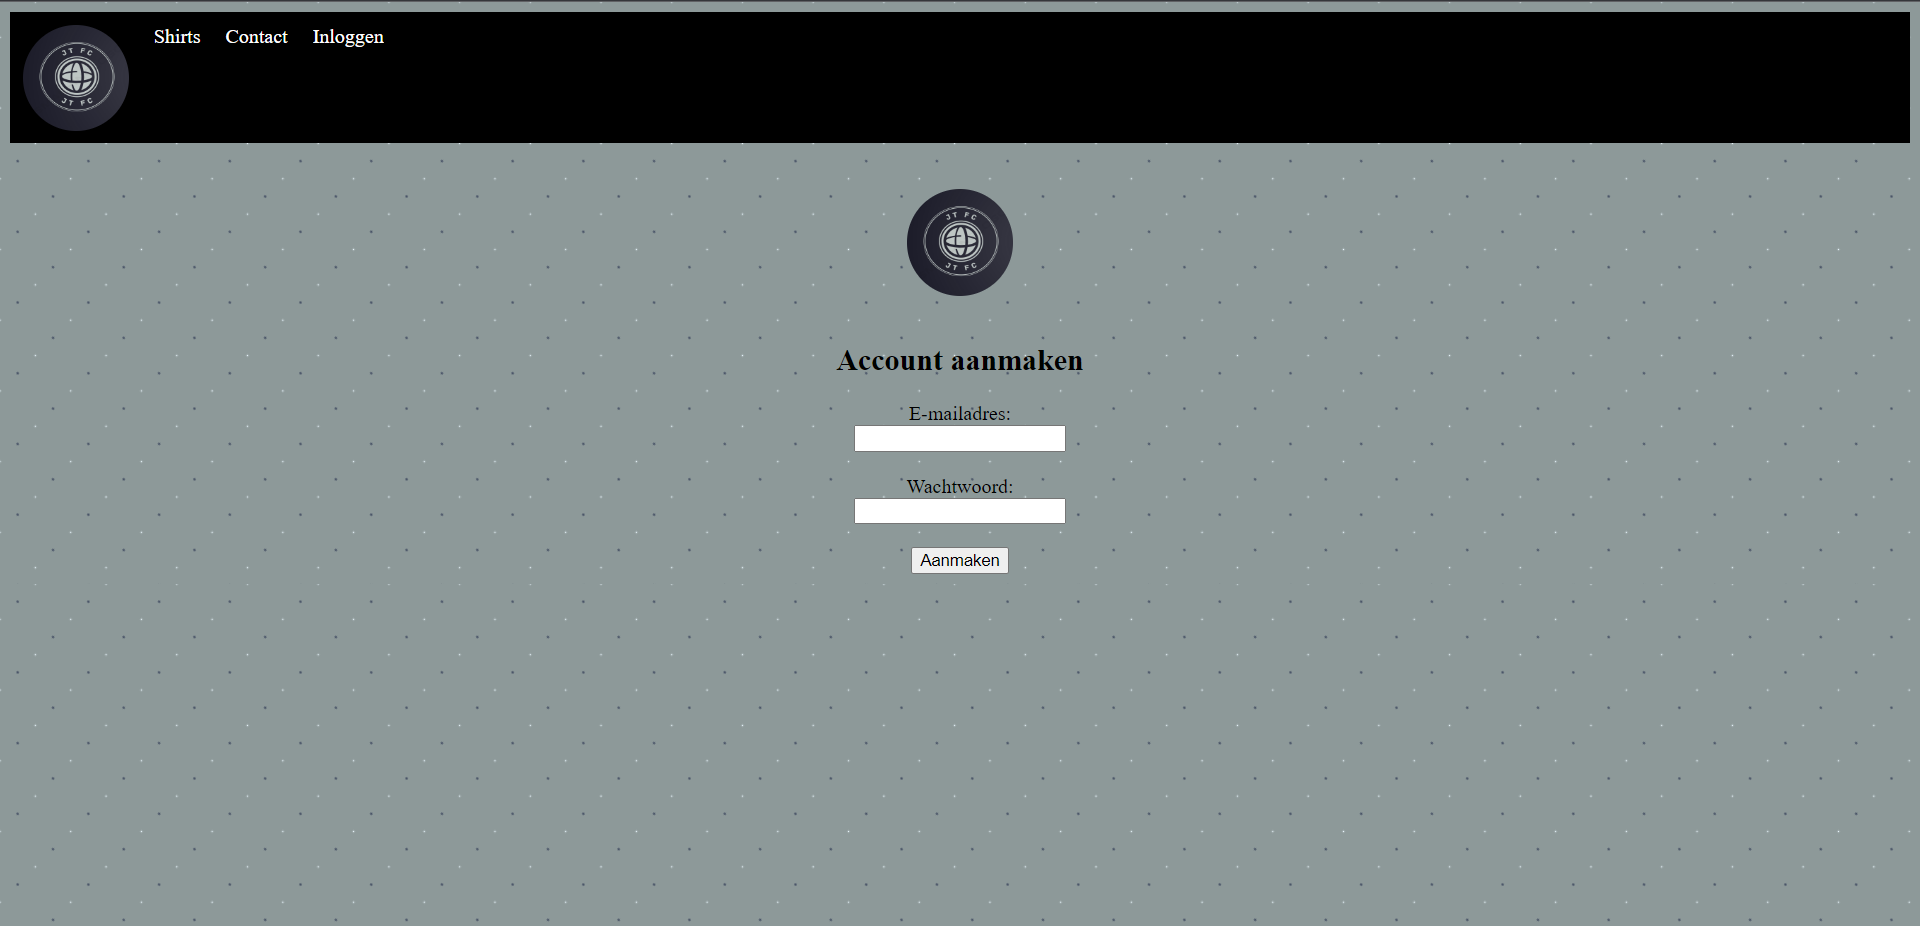 JT FC
JT FC
Shirts Contact Inloggen
JT FC
JT FC
Account aanmaken
E-mailadres:
Wachtwoord:
Aanmaken